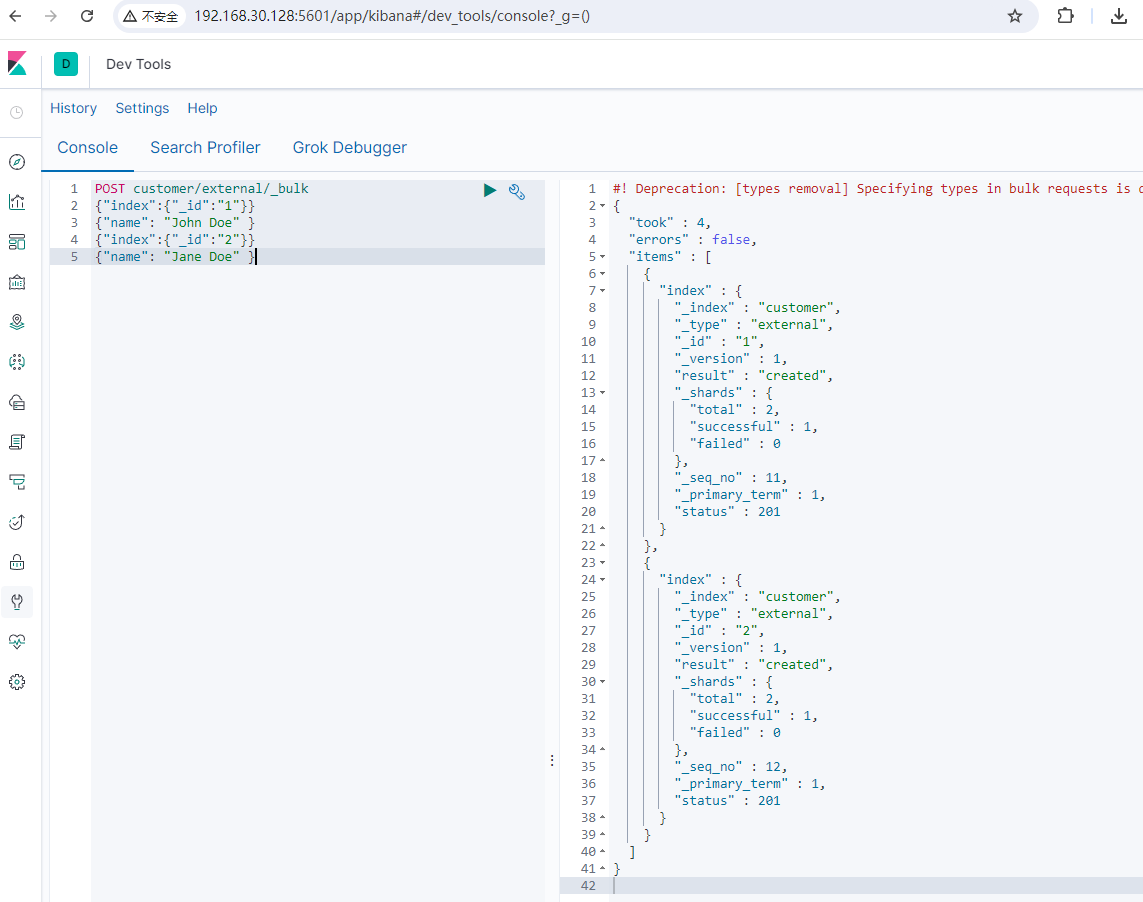 不安全 192.168.30.128:5601/app/kibana#/dev_tools/console?_g=()
D Dev Tools
History Settings Help
Console Search Profiler Grok Debugger
1 POST customer/external/_bulk
2 {"index":{"_id":"1"}}
3 {"name": "John Doe" }
4 {"index":{"_id":"2"}}
5 {"name": "Jane Doe" }
1 #! Deprecation: [types removal] Specifying types in bulk requests is
2 {
3 "took" : 4,
4 "errors" : false,
5 "items" : [
6 {
7 "index" : {
8 "_index" : "customer",
9 "_type" : "external",
10 "_id" : "1",
11 "_version" : 1,
12 "result" : "created",
13 "_shards" : {
14 "total" : 2,
15 "successful" : 1,
16 "failed" : 0
17 },
18 "_seq_no" : 11,
19 "_primary_term" : 1,
20 "status" : 201
21 }
22 },
23 {
24 "index" : {
25 "_index" : "customer",
26 "_type" : "external",
27 "_id" : "2",
28 "_version" : 1,
29 "result" : "created",
30 "_shards" : {
31 "total" : 2,
32 "successful" : 1,
33 "failed" : 0
34 },
35 "_seq_no" : 12,
36 "_primary_term" : 1,
37 "status" : 201
38 }
39 }
40 ]
41 }
42